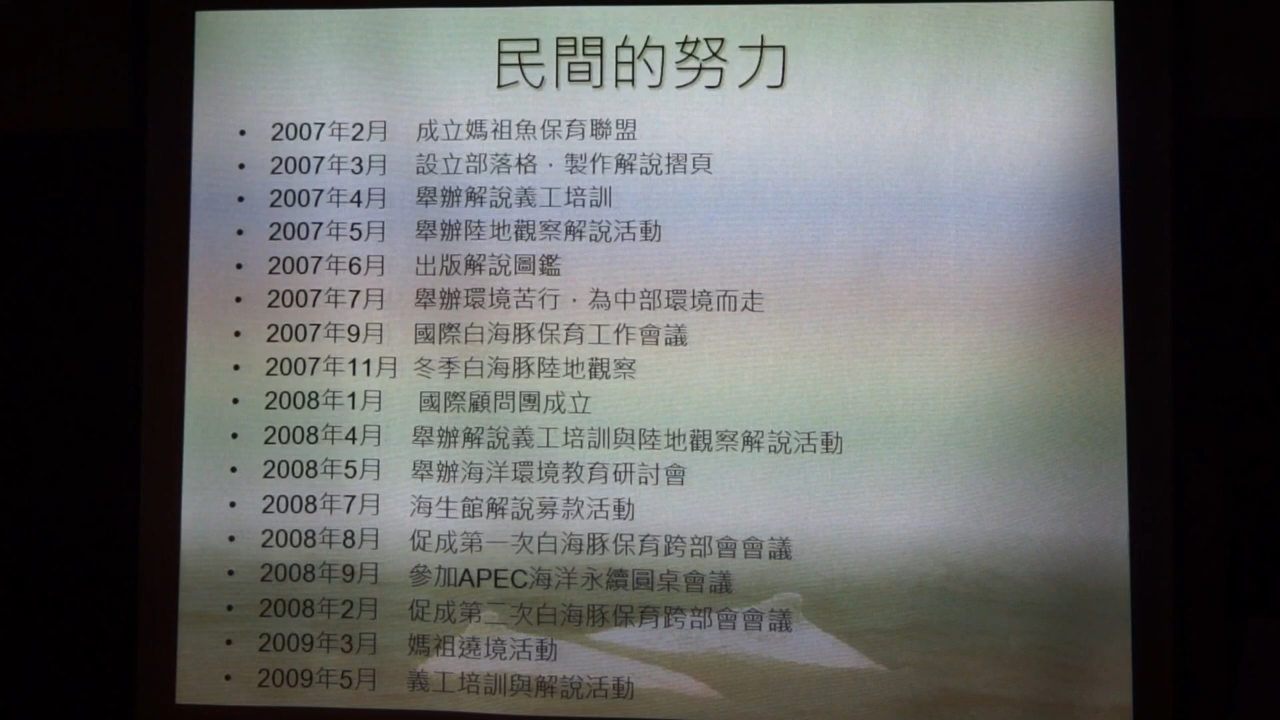 民間的努力
• 2007年2月 成立媽祖魚保育聯盟
• 2007年3月 設立部落格，製作解說摺頁
• 2007年4月 舉辦解說義工培訓
• 2007年5月 舉辦陸地觀察解說活動
• 2007年6月 出版解說圖鑑
• 2007年7月 舉辦環境苦行，為中部環境而走
• 2007年9月 國際白海豚保育工作會議
• 2007年11月 冬季白海豚陸地觀察
• 2008年1月 國際顧問團成立
• 2008年4月 舉辦解說義工培訓與陸地觀察解說活動
• 2008年5月 舉辦海洋環境教育研討會
• 2008年7月 海生館解說募款活動
• 2008年8月 促成第一次白海豚保育跨部會會議
• 2008年9月 參加APEC海洋永續圓桌會議
• 2008年2月 促成第二次白海豚保育跨部會會議
• 2009年3月 媽祖遶境活動
• 2009年5月 義工培訓與解說活動